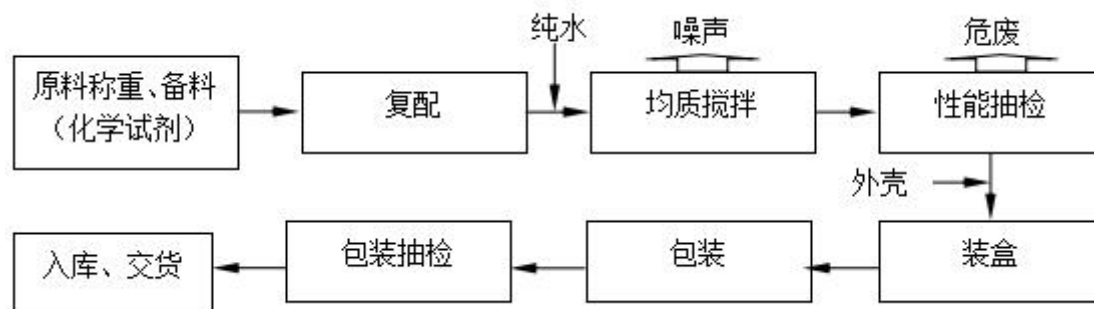 纯水
噪声
危废
原料称重、备料
（化学试剂）
复配
均质搅拌
性能抽检
外壳
入库、交货
包装抽检
包装
装盒